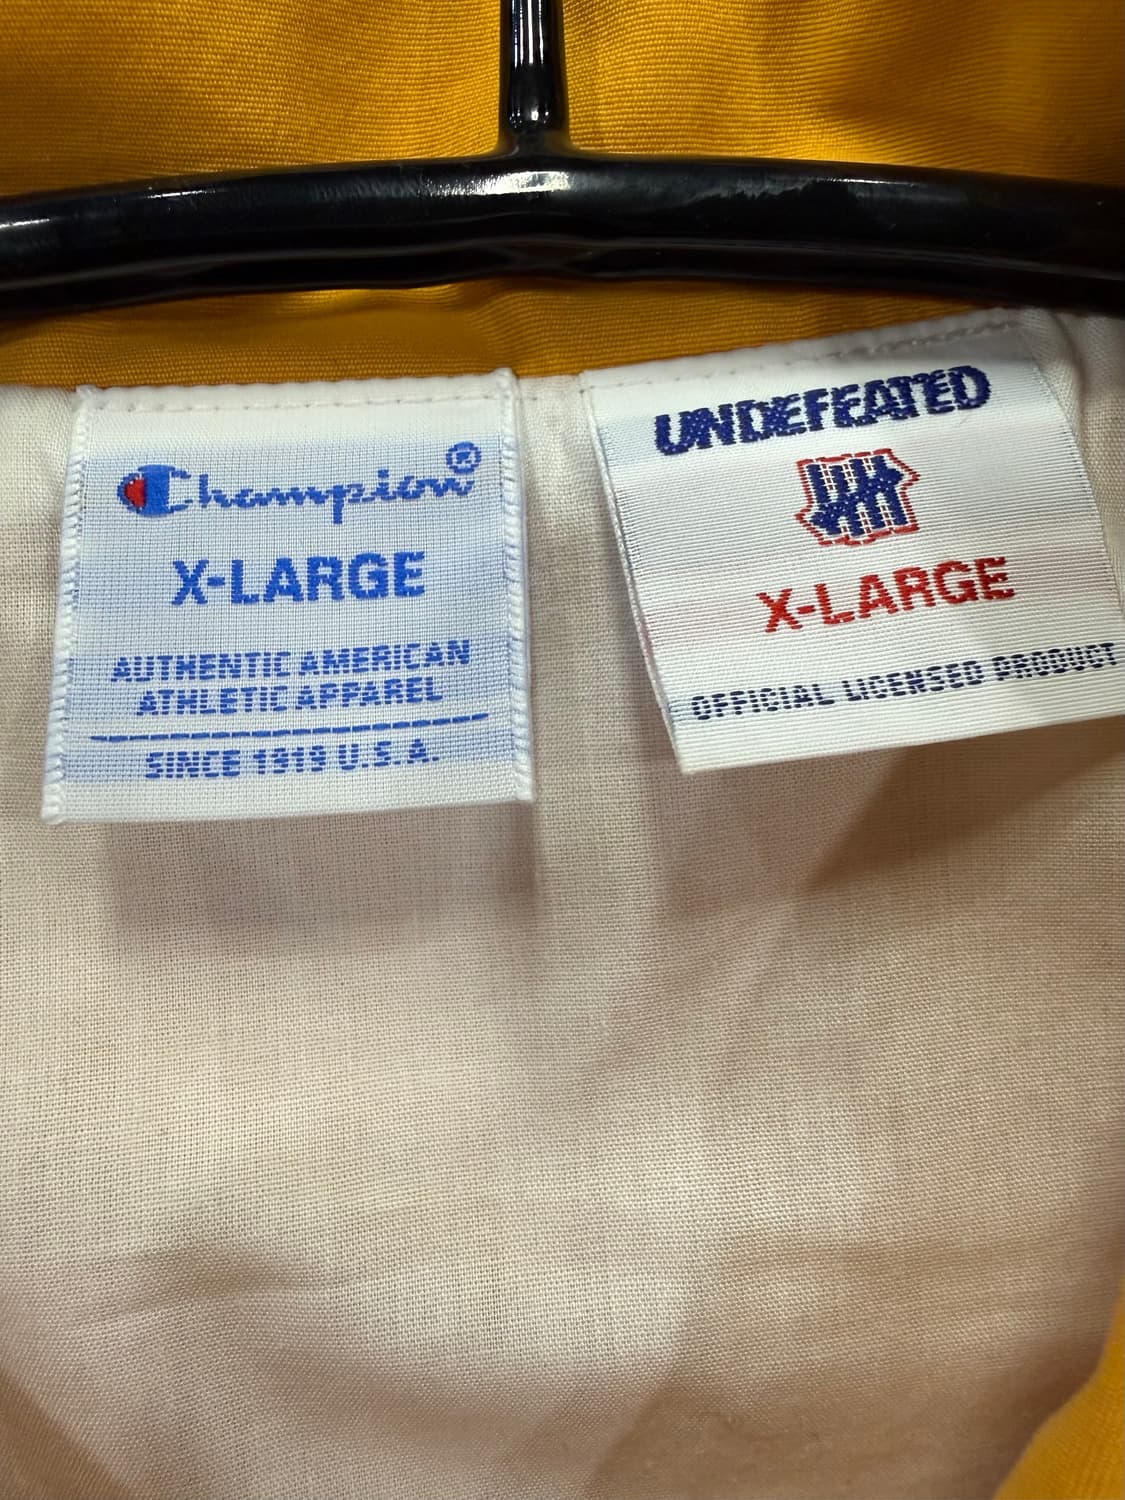 Champion®
X-LARGE
AUTHENTIC AMERICAN
ATHLETIC APPAREL
SINCE 1919 U.S.A.
UNDEFEATED
X-LARGE
OFFICIAL LICENSED PRODUCT